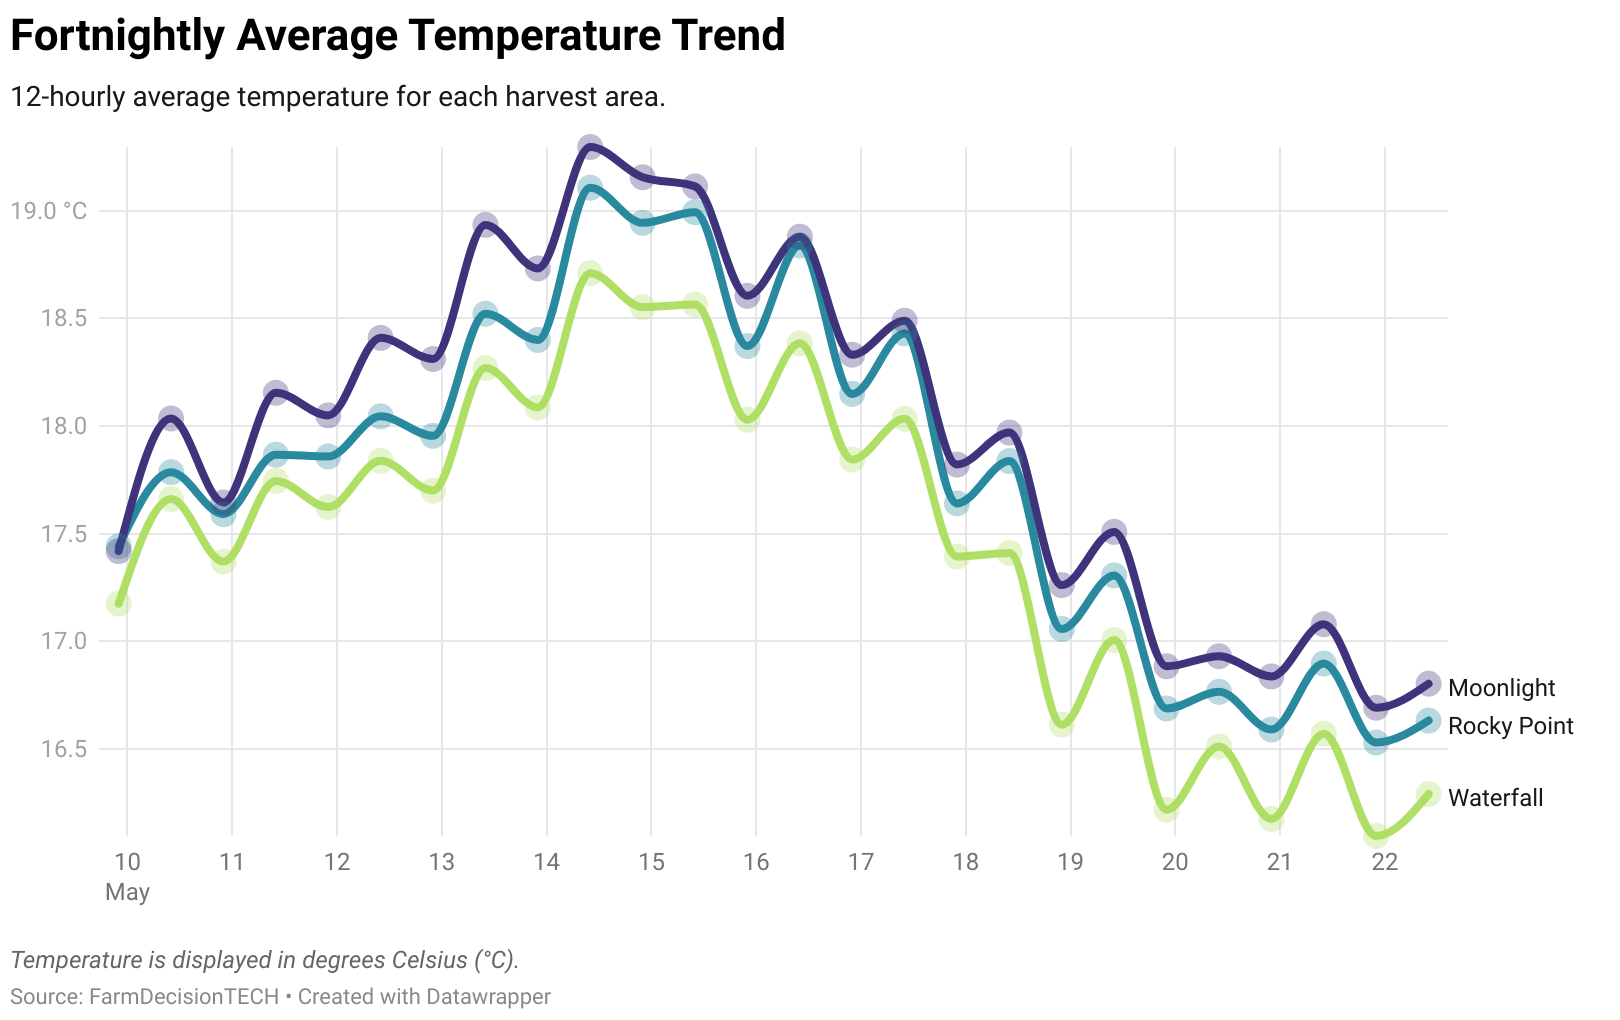 Fortnightly Average Temperature Trend
12-hourly average temperature for each harvest area.
19.0 °C
18.5
18.0
17.5
17.0
16.5
Moonlight
Rocky Point
Waterfall
10 11 12 13 14 15 16 17 18 19 20 21 22
May
Temperature is displayed in degrees Celsius (°C).
Source: FarmDecisionTECH • Created with Datawrapper